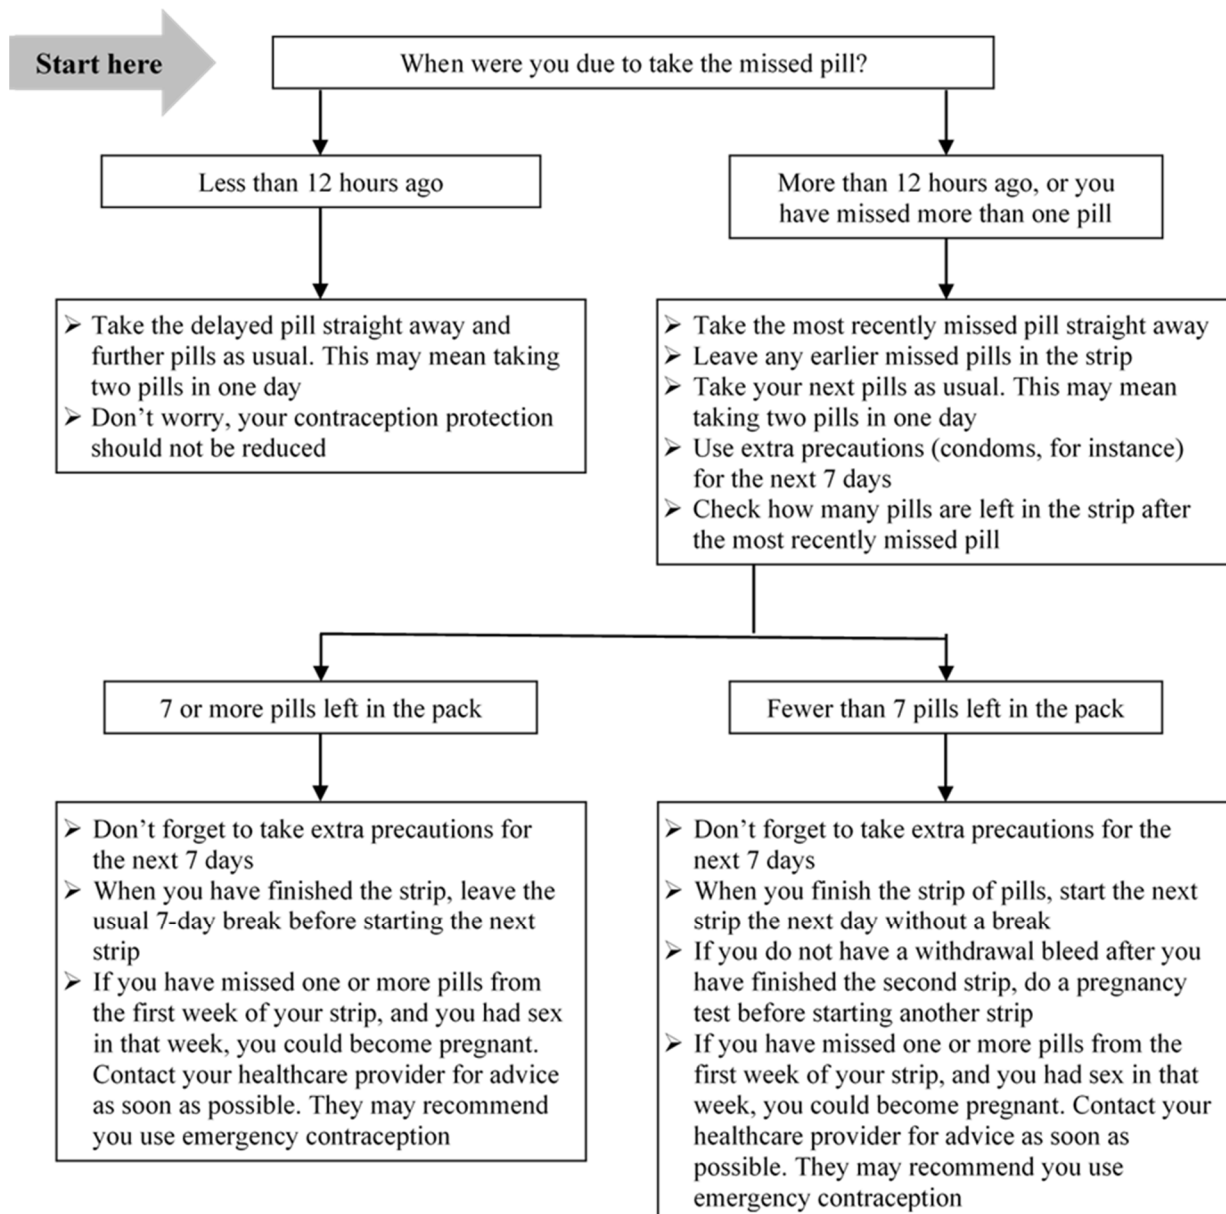 Start here
When were you due to take the missed pill?
Less than 12 hours ago
More than 12 hours ago, or you
have missed more than one pill
➢ Take the delayed pill straight away and
further pills as usual. This may mean taking
two pills in one day
➢ Don’t worry, your contraception protection
should not be reduced
➢ Take the most recently missed pill straight away
➢ Leave any earlier missed pills in the strip
➢ Take your next pills as usual. This may mean
taking two pills in one day
➢ Use extra precautions (condoms, for instance)
for the next 7 days
➢ Check how many pills are left in the strip after
the most recently missed pill
7 or more pills left in the pack
Fewer than 7 pills left in the pack
➢ Don’t forget to take extra precautions for
the next 7 days
➢ When you have finished the strip, leave the
usual 7-day break before starting the next
strip
➢ If you have missed one or more pills from
the first week of your strip, and you had sex
in that week, you could become pregnant.
Contact your healthcare provider for advice
as soon as possible. They may recommend
you use emergency contraception
➢ Don’t forget to take extra precautions for the
next 7 days
➢ When you finish the strip of pills, start the next
strip the next day without a break
➢ If you do not have a withdrawal bleed after you
have finished the second strip, do a pregnancy
test before starting another strip
➢ If you have missed one or more pills from the
first week of your strip, and you had sex in that
week, you could become pregnant. Contact your
healthcare provider for advice as soon as
possible. They may recommend you use
emergency contraception